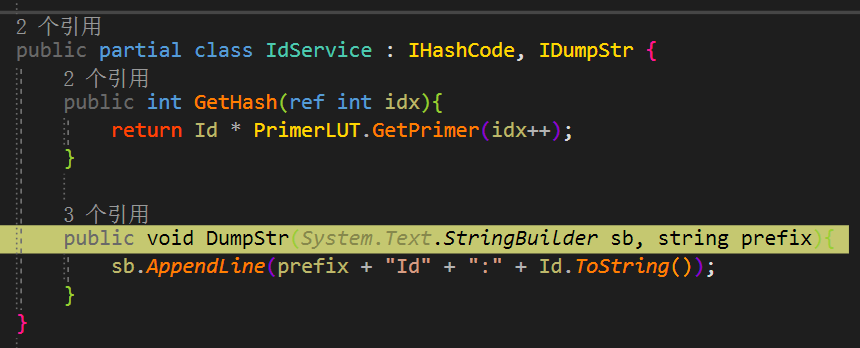 2 个引用
public partial class IdService : IHashCode, IDumpStr {
2 个引用
public int GetHash(ref int idx){
return Id * PrimerLUT.GetPrimer(idx++);
}
3 个引用
public void DumpStr(System.Text.StringBuilder sb, string prefix){
sb.AppendLine(prefix + "Id" + ":" + Id.ToString());
}
}